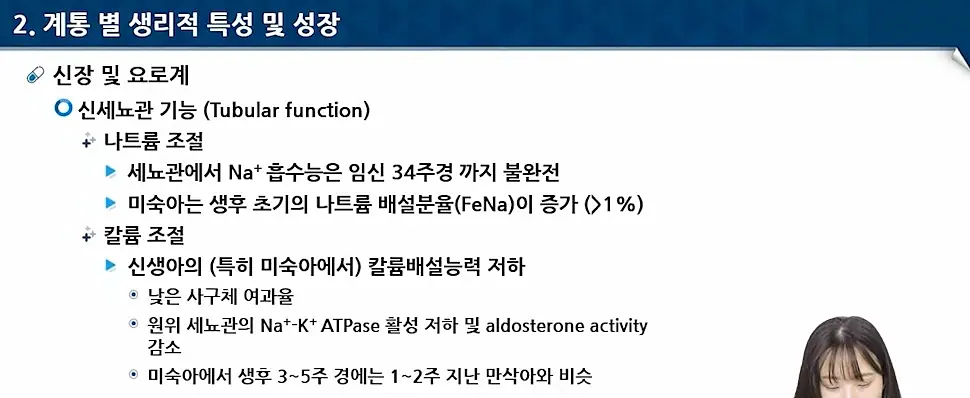 2. 계통 별 생리적 특성 및 성장
신장 및 요로계
신세뇨관 기능 (Tubular function)
나트륨 조절
세뇨관에서 Na⁺ 흡수능은 임신 34주경 까지 불완전
미숙아는 생후 초기의 나트륨 배설분율(FeNa)이 증가 (>1%)
칼륨 조절
신생아의 (특히 미숙아에서) 칼륨배설능력 저하
낮은 사구체 여과율
원위 세뇨관의 Na⁺-K⁺ ATPase 활성 저하 및 aldosterone activity
감소
미숙아에서 생후 3~5주 경에는 1~2주 지난 만삭아와 비슷